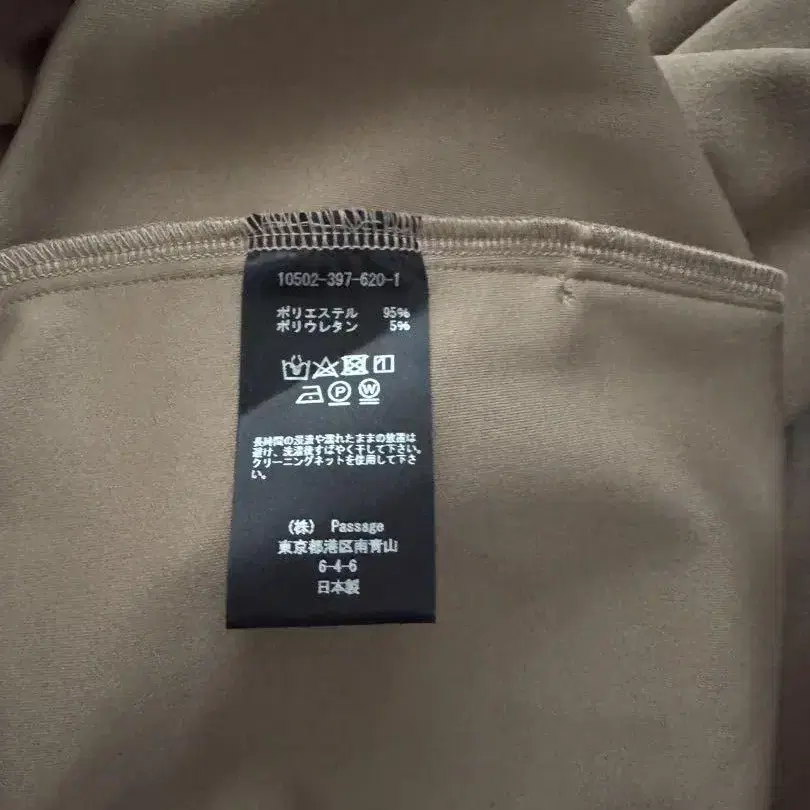 10502-397-620-1
ポリエステル 95%
ポリウレタン 5%
P W
長時間の浸漬や濡れたままの放置は
避け、洗濯後すばやく干して下さい。
クリーニングネットを使用して下さ
い。
(株) Passage
東京都港区南青山
6-4-6
日本製